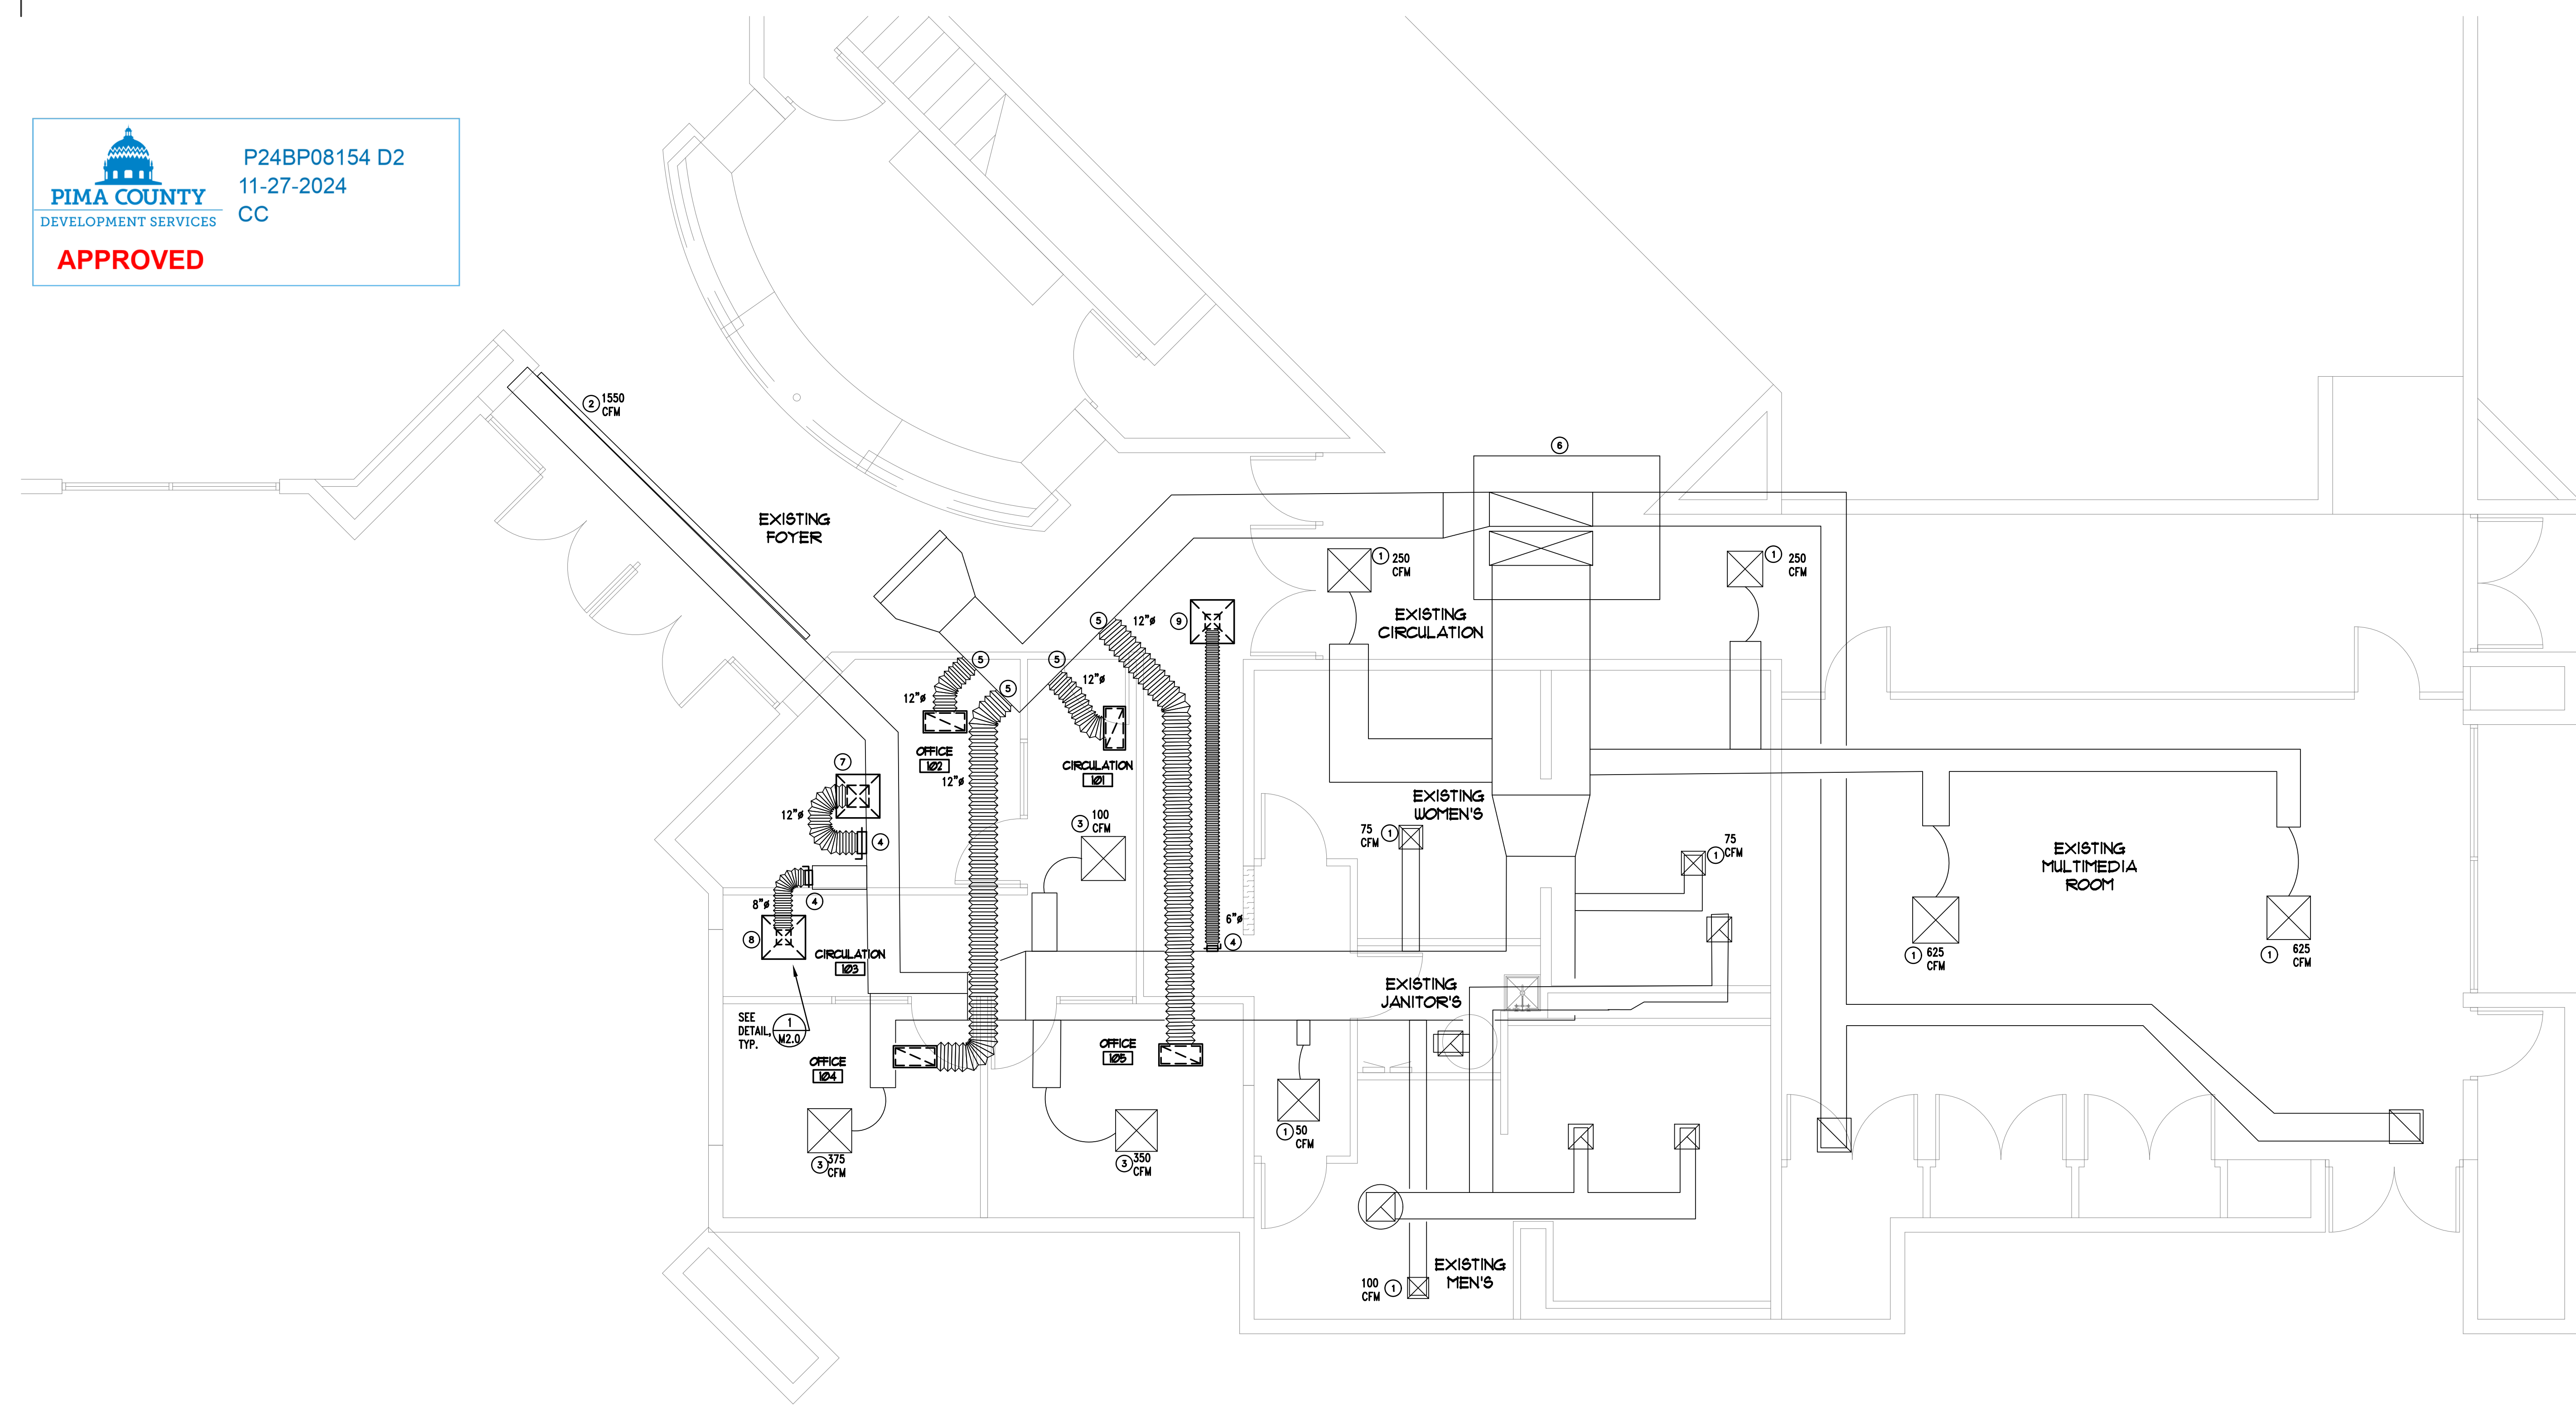 P24BP08154 D2
11-27-2024
CC
PIMA COUNTY
DEVELOPMENT SERVICES
APPROVED
2 1550
CFM
6
EXISTING
FOYER
1 250
CFM
1 250
CFM
EXISTING
CIRCULATION
5 12"ø
9
5
5
12"ø
12"ø
5
OFFICE
102
12"ø
CIRCULATION
101
7
12"ø
4
3 100
CFM
EXISTING
WOMEN'S
75
CFM
1
75
1 CFM
EXISTING
MULTIMEDIA
ROOM
8"ø
4
8
6"ø
4
CIRCULATION
103
1 625
CFM
1 625
CFM
EXISTING
JANITOR'S
SEE
DETAIL,
TYP.
1
M2.0
OFFICE
104
OFFICE
105
1 50
CFM
3 375
CFM
3 350
CFM
EXISTING
MEN'S
100
CFM
1